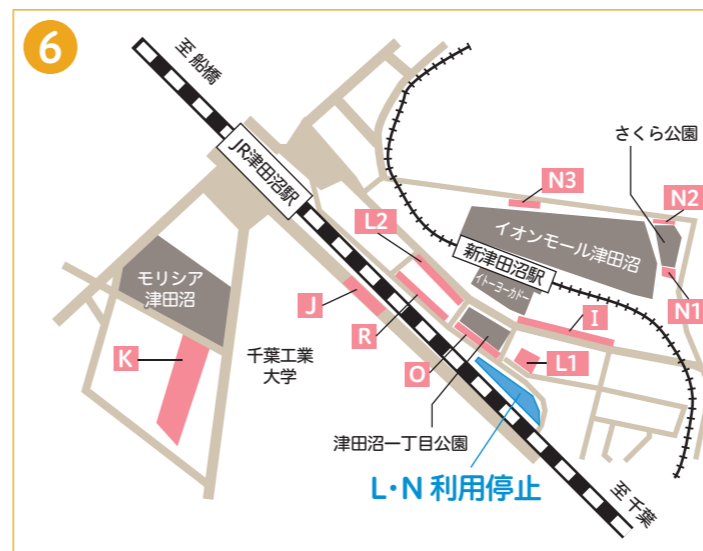 6
至 船橋
JR津田沼駅
さくら公園
N3
N2
L2
イオンモール津田沼
新津田沼駅
モリシア
津田沼
イトーヨーカドー
N1
J
I
R
K
千葉工業
大学
O
L1
津田沼一丁目公園
L・N 利用停止
至 千葉